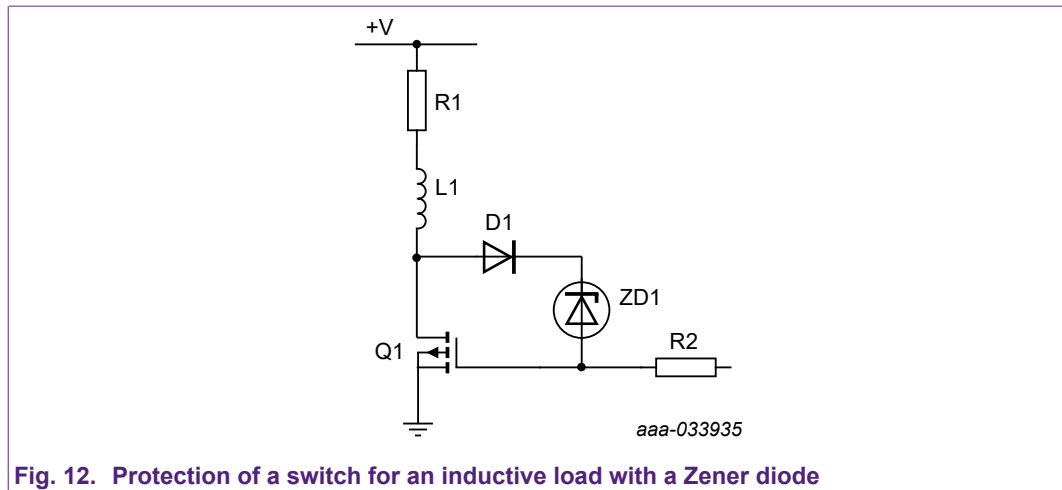 +V
R1
L1
D1
ZD1
R2
Q1
aaa-033935
Fig. 12. Protection of a switch for an inductive load with a Zener diode